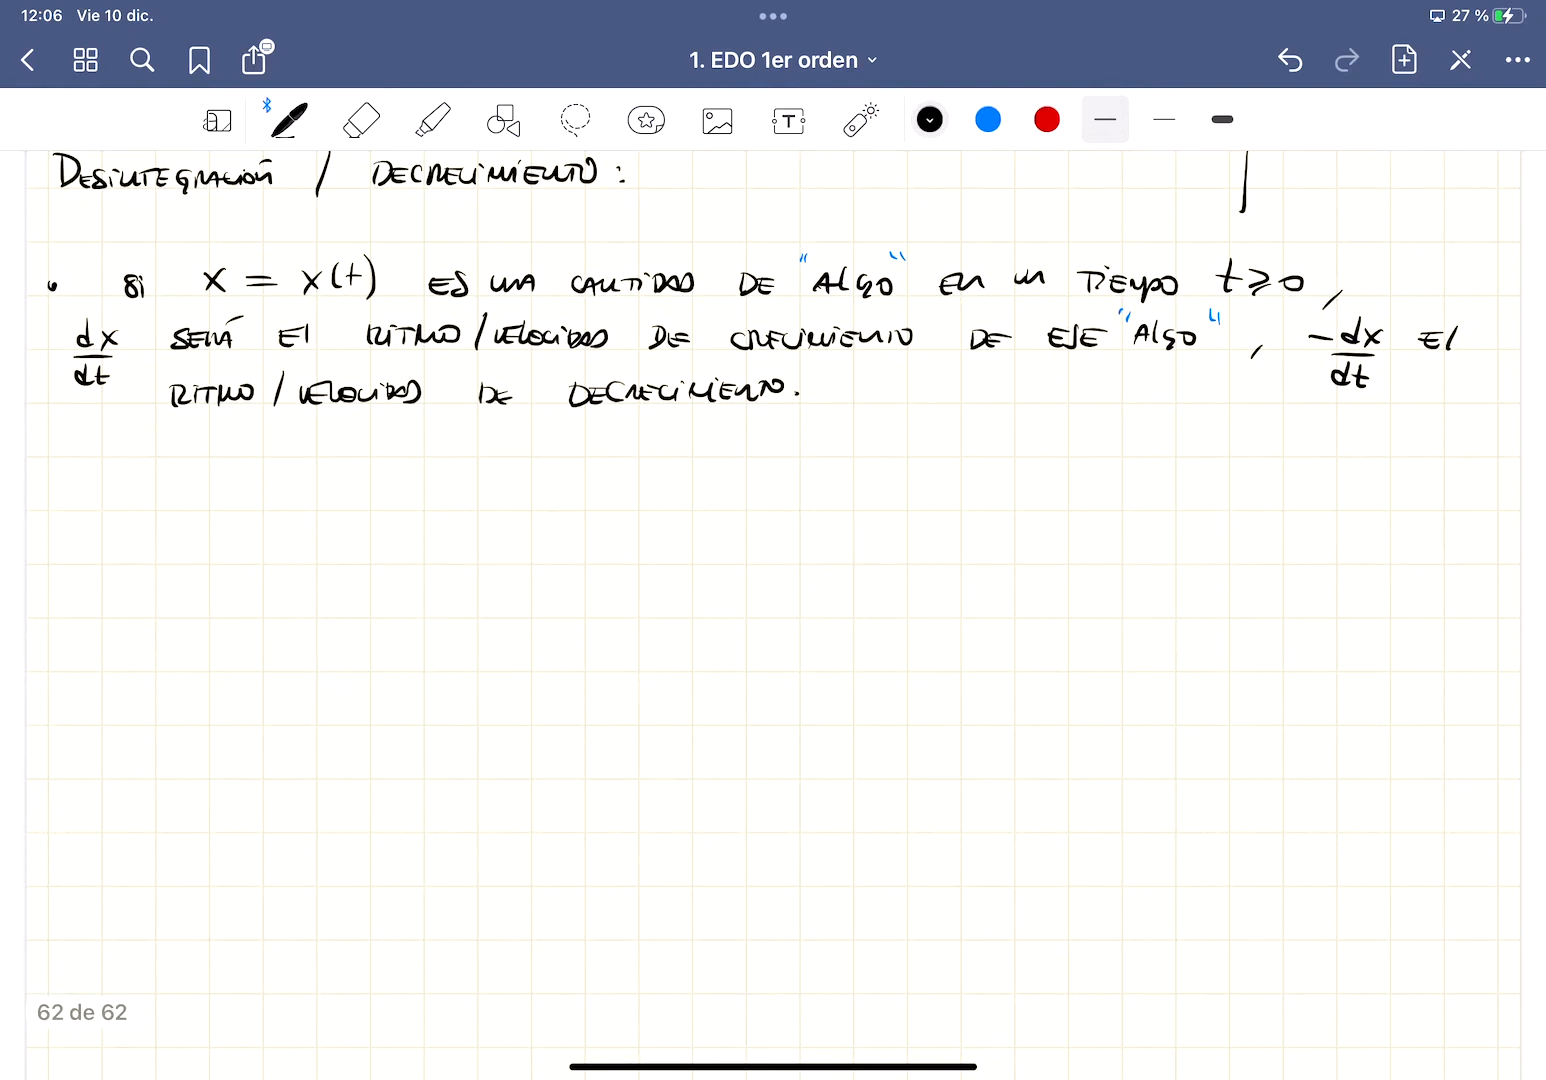 12:06 Vie 10 dic.
27 %
1. EDO 1er orden
T
DESINTEGRACIÓN / DECRECIMIENTO:
• Si x = x(t) ES UNA CANTIDAD DE "ALGO" EN UN TIEMPO t ≥ 0,
dx/dt SERÁ El RITMO/VELOCIDAD DE CRECIMIENTO DE ESE "ALGO", -dx/dt El
RITMO/VELOCIDAD DE DECRECIMIENTO.
62 de 62